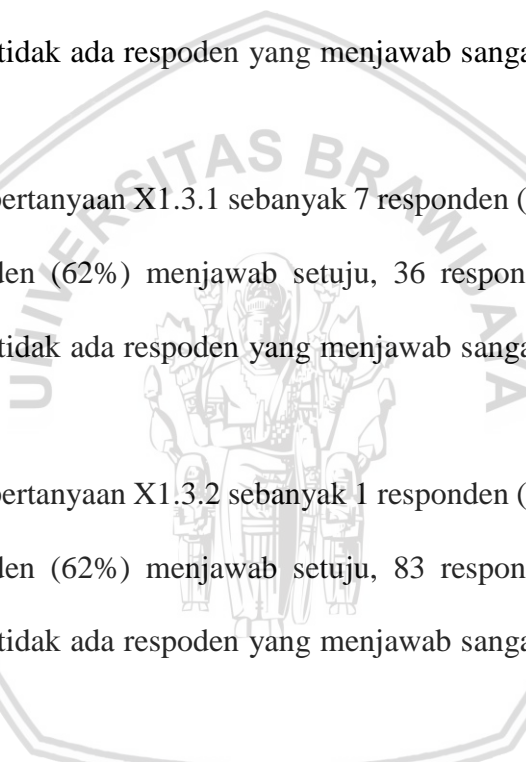 tidak ada respoden yang menjawab sanga
pertanyaan X1.3.1 sebanyak 7 responden (
den (62%) menjawab setuju, 36 respon
tidak ada respoden yang menjawab sanga
pertanyaan X1.3.2 sebanyak 1 responden (
den (62%) menjawab setuju, 83 respon
tidak ada respoden yang menjawab sanga
UNIVERSITAS BRAWIJAYA